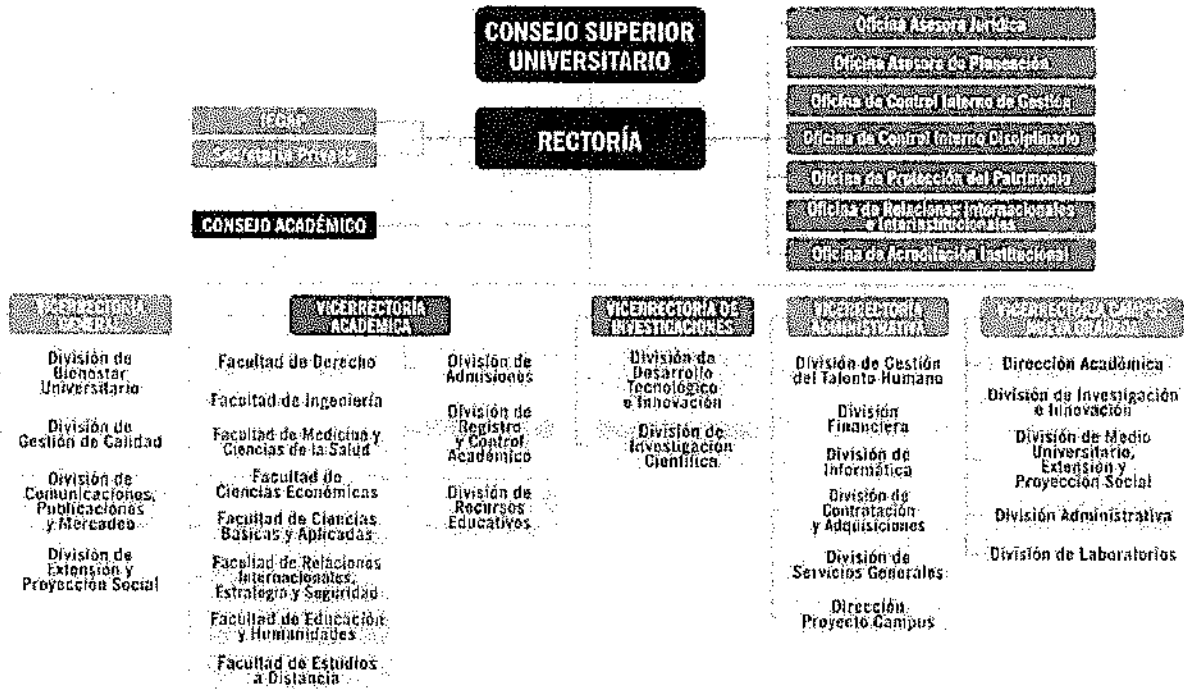 CONSEJO SUPERIOR
UNIVERSITARIO
RECTORÍA
Oficina Asesora Jurídica
Oficina Asesora de Planeación
Oficina de Control Interno de Gestión
Oficina de Control Interno Disciplinario
Oficina de Protección del Patrimonio
Oficina de Relaciones Internacionales
e Interinstitucionales
Oficina de Acreditación Institucional
Secretaría Privada
CONSEJO ACADÉMICO
VICERRECTORÍA
GENERAL
División de
Bienestar
Universitario
División de
Gestión de Calidad
División de
Comunicaciones,
Publicaciones
y Mercadeo
División de
Extensión y
Proyección Social
VICERRECTORÍA
ACADÉMICA
Facultad de Derecho
Facultad de Ingeniería
Facultad de Medicina y
Ciencias de la Salud
Facultad de
Ciencias Económicas
Facultad de Ciencias
Básicas y Aplicadas
Facultad de Relaciones
Internacionales,
Estrategia y Seguridad
Facultad de Educación
y Humanidades
Facultad de Estudios
a Distancia
División de
Admisiones
División de
Registro
y Control
Académico
División de
Recursos
Educativos
VICERRECTORÍA DE
INVESTIGACIONES
División de
Desarrollo
Tecnológico
e Innovación
División de
Investigación
Científica
VICERRECTORÍA
ADMINISTRATIVA
División de Gestión
del Talento Humano
División
Financiera
División de
Informática
División de
Contratación
y Adquisiciones
División de
Servicios Generales
Dirección
Proyecto Campus
VICERRECTORÍA CAMPUS
NUEVA GRANADA
Dirección Académica
División de Investigación
e Innovación
División de Medio
Universitario,
Extensión y
Proyección Social
División Administrativa
División de Laboratorios